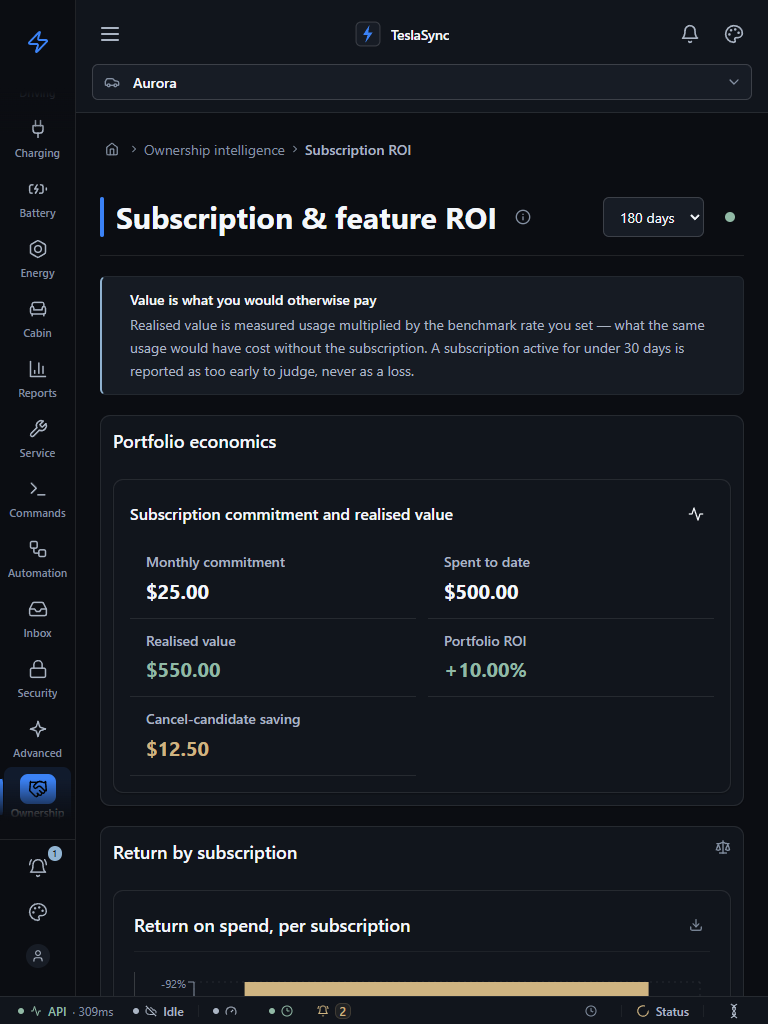 TeslaSync
Aurora
Driving
Charging
Battery
Energy
Cabin
Reports
Service
Commands
Automation
Inbox
Security
Advanced
Ownership
1
Ownership intelligence
Subscription ROI
Subscription & feature ROI
180 days
Value is what you would otherwise pay
Realised value is measured usage multiplied by the benchmark rate you set — what the same
usage would have cost without the subscription. A subscription active for under 30 days is
reported as too early to judge, never as a loss.
Portfolio economics
Subscription commitment and realised value
Monthly commitment
$25.00
Spent to date
$500.00
Realised value
$550.00
Portfolio ROI
+10.00%
Cancel-candidate saving
$12.50
Return by subscription
Return on spend, per subscription
-92%
API · 309ms
Idle
2
Status